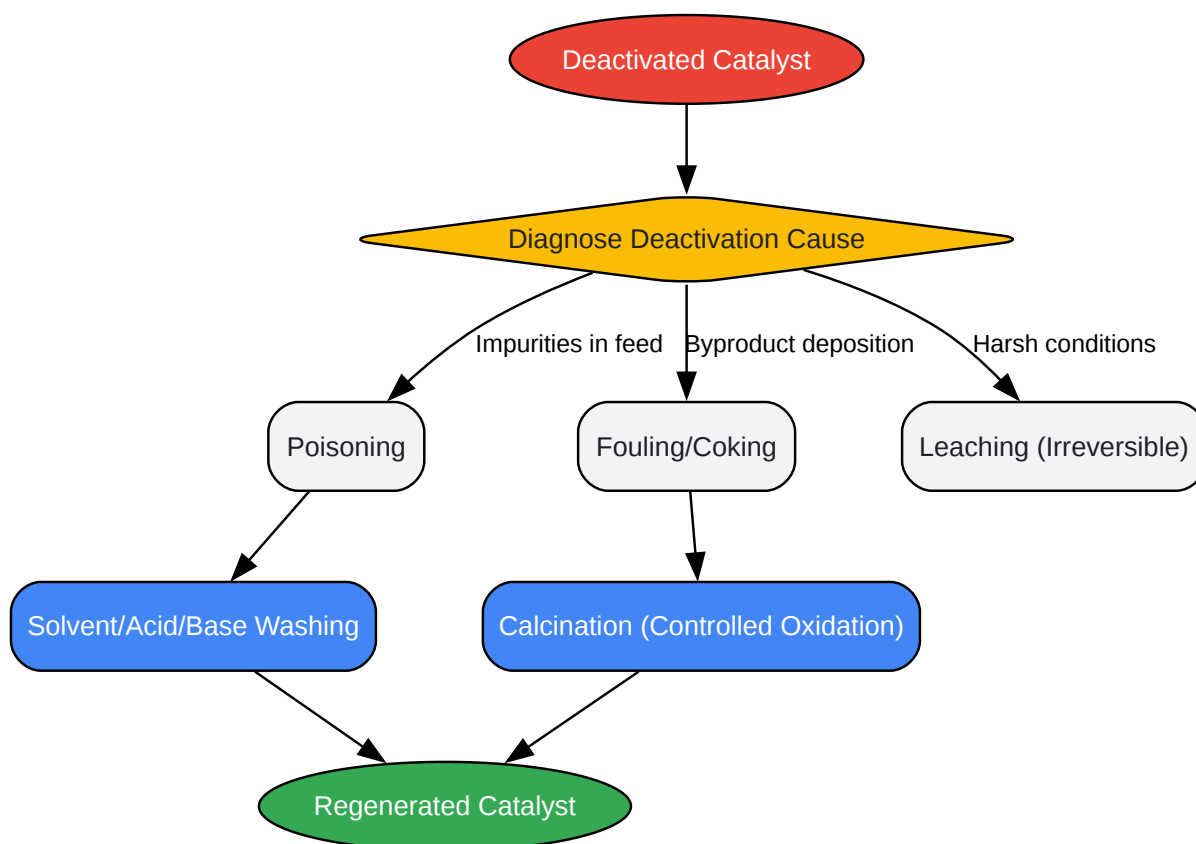 Deactivated Catalyst
Diagnose Deactivation Cause
Impurities in feed
Byproduct deposition
Harsh conditions
Poisoning
Fouling/Coking
Leaching (Irreversible)
Solvent/Acid/Base Washing
Calcination (Controlled Oxidation)
Regenerated Catalyst